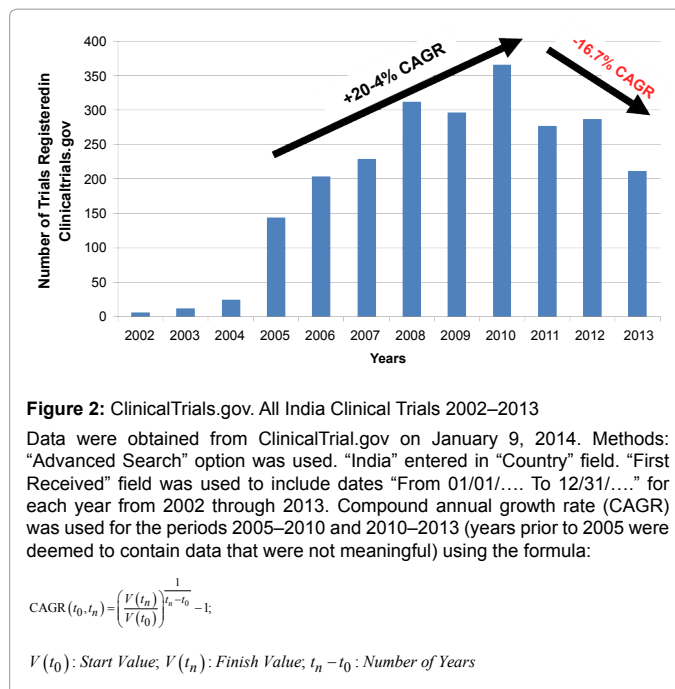 400
350
300
250
200
150
100
50
0
Number of Trials Registeredin
Clinicaltrials.gov
+20-4% CAGR
-16.7% CAGR
2002 2003 2004 2005 2006 2007 2008 2009 2010 2011 2012 2013
Years
Figure 2: ClinicalTrials.gov. All India Clinical Trials 2002–2013
Data were obtained from ClinicalTrial.gov on January 9, 2014. Methods:
“Advanced Search” option was used. “India” entered in “Country” field. “First
Received” field was used to include dates “From 01/01/.... To 12/31/....” for
each year from 2002 through 2013. Compound annual growth rate (CAGR)
was used for the periods 2005–2010 and 2010–2013 (years prior to 2005 were
deemed to contain data that were not meaningful) using the formula:
CAGR(t₀,tₙ)=(V(tₙ)/V(t₀))^(1/(tₙ−t₀))−1;
V(t₀): Start Value; V(tₙ): Finish Value; tₙ−t₀: Number of Years